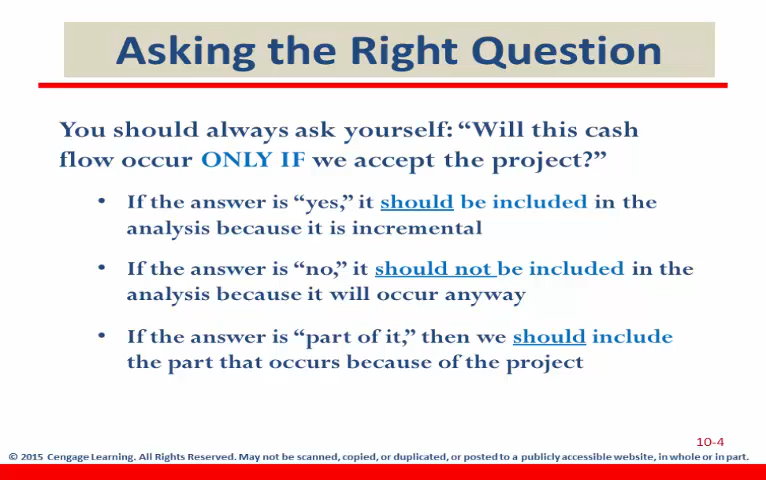 Asking the Right Question
You should always ask yourself: “Will this cash
flow occur ONLY IF we accept the project?”
• If the answer is “yes,” it should be included in the
analysis because it is incremental
• If the answer is “no,” it should not be included in the
analysis because it will occur anyway
• If the answer is “part of it,” then we should include
the part that occurs because of the project
10-4
© 2015 Cengage Learning. All Rights Reserved. May not be scanned, copied, or duplicated, or posted to a publicly accessible website, in whole or in part.